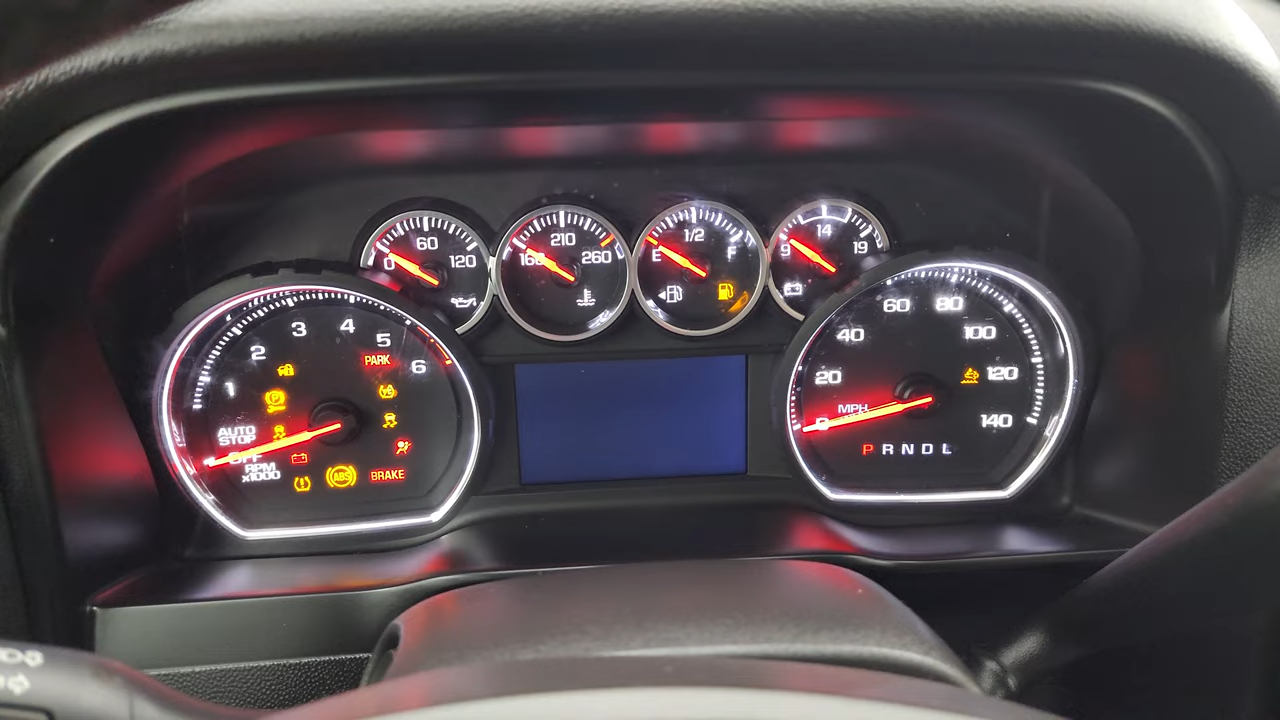 0 60 120
160 210 260
E 1/2 F
9 14 19
1 2 3 4 5 6
PARK
P
AUTO
STOP
OFF
RPM
x1000
ABS
BRAKE
0 20 40 60 80 100 120 140
MPH
P R N D L